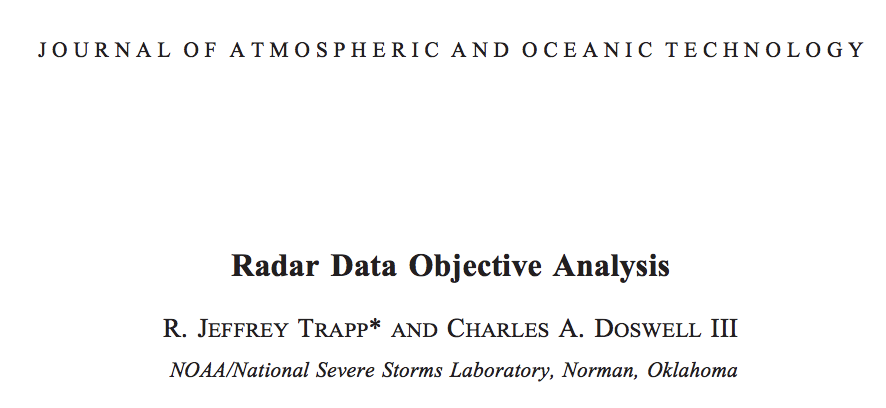 JOURNAL OF ATMOSPHERIC AND OCEANIC TECHNOLOGY
Radar Data Objective Analysis
R. JEFFREY TRAPP* AND CHARLES A. DOSWELL III
NOAA/National Severe Storms Laboratory, Norman, Oklahoma